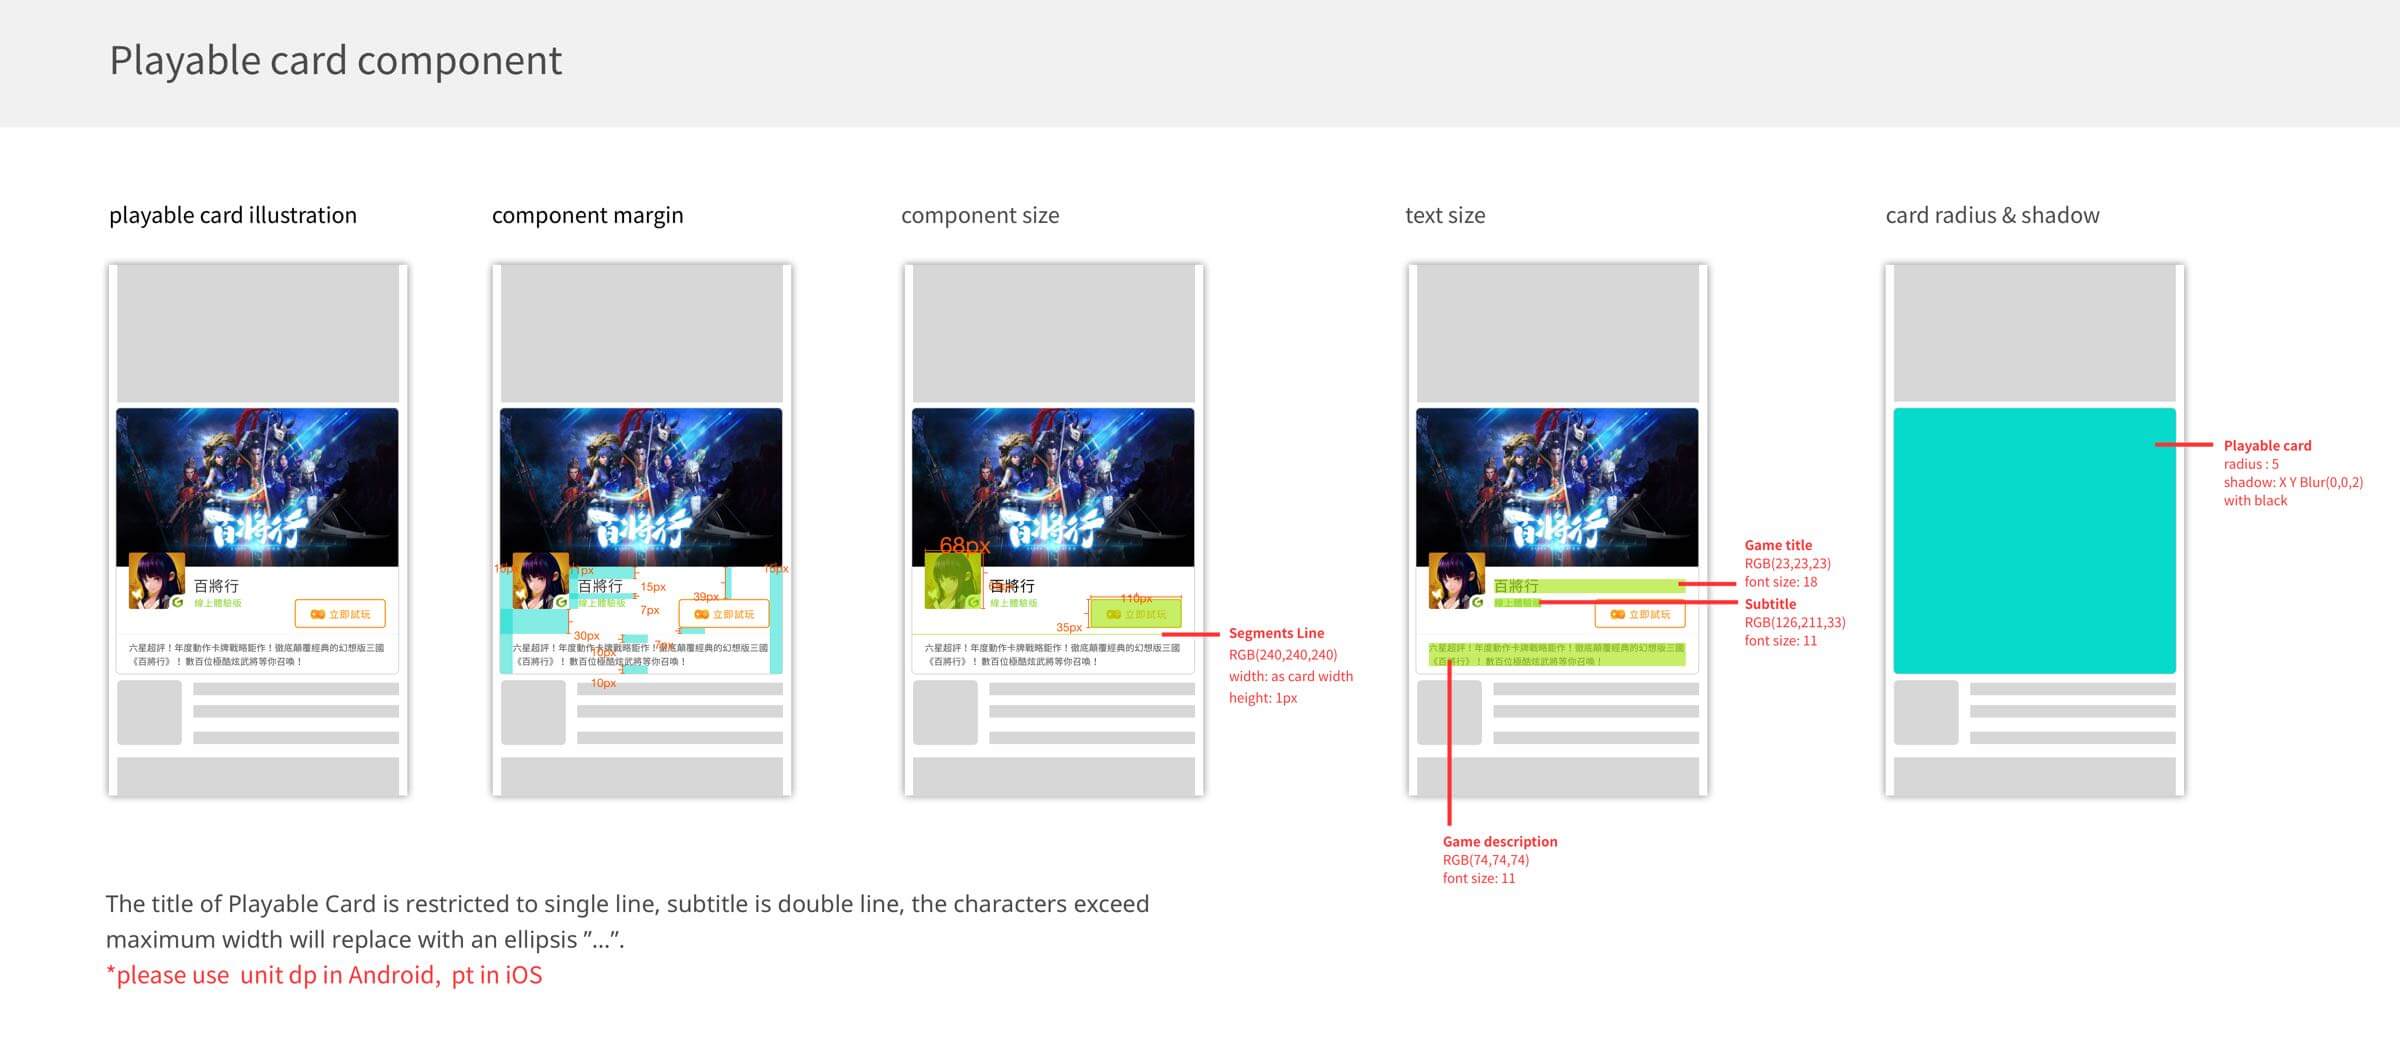 Playable card component
playable card illustration
component margin
component size
text size
card radius & shadow
百將行
百將行
線上體驗版
立即試玩
六星超評！年度動作卡牌戰略鉅作！徹底顛覆經典的幻想版三國
《百將行》！ 數百位極酷炫武將等你召喚！
百將行
15px
15px
百將行
15px
線上體驗版
7px
39px
立即試玩
30px
7px
六星超評！年度動作卡牌戰略鉅作！徹底顛覆經典的幻想版三國
10px
《百將行》！ 數百位極酷炫武將等你召喚！
10px
百將行
68px
百將行
線上體驗版
110px
立即試玩
35px
六星超評！年度動作卡牌戰略鉅作！徹底顛覆經典的幻想版三國
《百將行》！ 數百位極酷炫武將等你召喚！
Segments Line
RGB(240,240,240)
width: as card width
height: 1px
百將行
百將行
線上體驗
立即試玩
六星超評！年度動作卡牌戰略鉅作！徹底顛覆經典的幻想版三國
《百將行》！ 數百位極酷炫武將等你召喚！
Game title
RGB(23,23,23)
font size: 18
Subtitle
RGB(126,211,33)
font size: 11
Game description
RGB(74,74,74)
font size: 11
Playable card
radius : 5
shadow: X Y Blur(0,0,2)
with black
The title of Playable Card is restricted to single line, subtitle is double line, the characters exceed
maximum width will replace with an ellipsis ”...”.
*please use unit dp in Android, pt in iOS